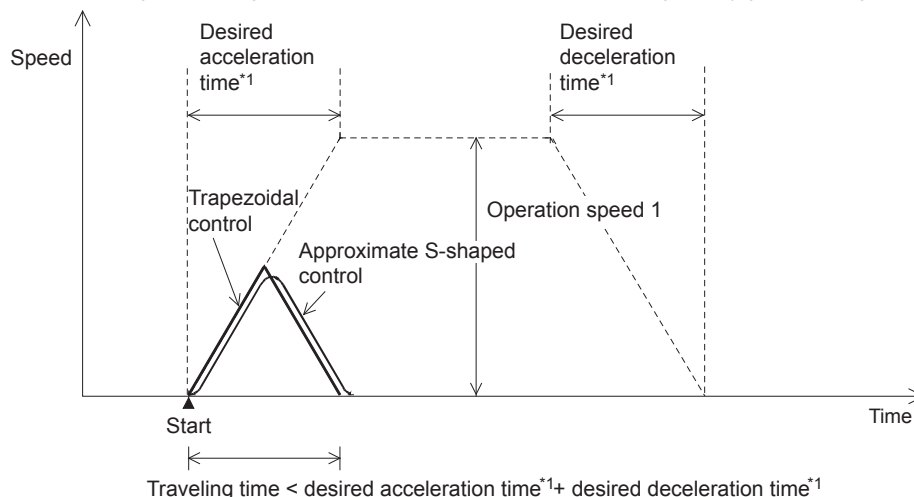 Desired
acceleration
time*1
Desired
deceleration
time*1
Speed
Trapezoidal
control
Approximate S-shaped
control
Operation speed 1
Start
Time
Traveling time < desired acceleration time*1+ desired deceleration time*1